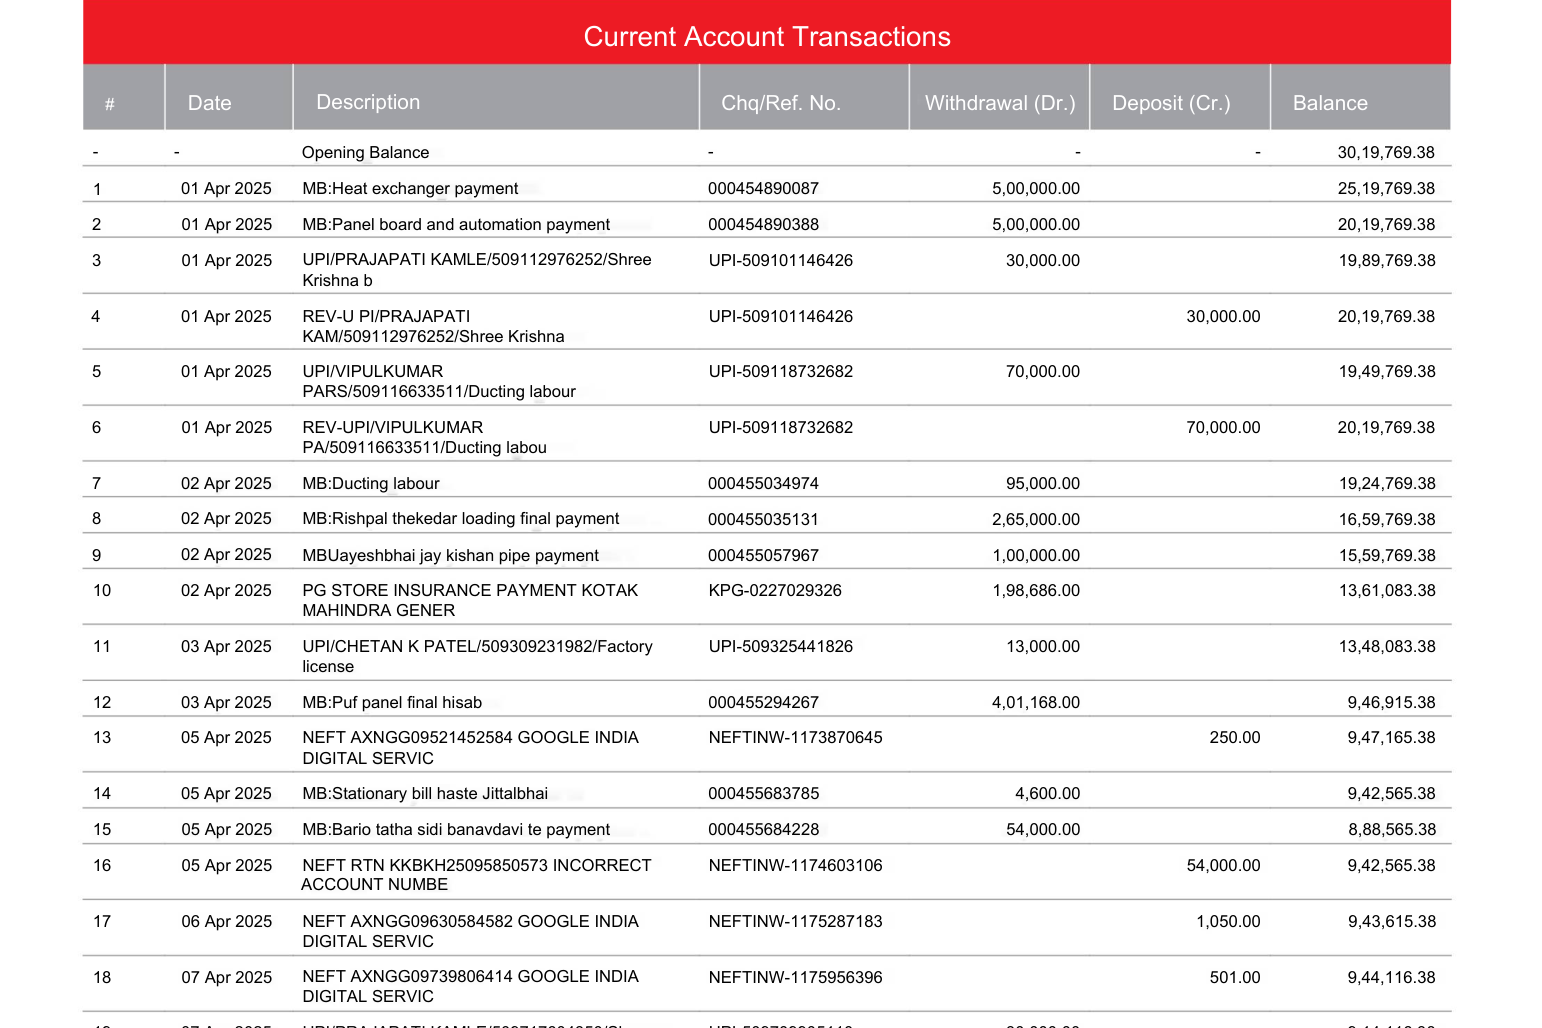 Current Account Transactions
# Date Description Chq/Ref. No. Withdrawal (Dr.) Deposit (Cr.) Balance
- - Opening Balance - - - 30,19,769.38
1 01 Apr 2025 MB:Heat exchanger payment 000454890087 5,00,000.00 25,19,769.38
2 01 Apr 2025 MB:Panel board and automation payment 000454890388 5,00,000.00 20,19,769.38
3 01 Apr 2025 UPI/PRAJAPATI KAMLE/509112976252/Shree UPI-509101146426 30,000.00 19,89,769.38
Krishna b
4 01 Apr 2025 REV-U PI/PRAJAPATI UPI-509101146426 30,000.00 20,19,769.38
KAM/509112976252/Shree Krishna
5 01 Apr 2025 UPI/VIPULKUMAR UPI-509118732682 70,000.00 19,49,769.38
PARS/509116633511/Ducting labour
6 01 Apr 2025 REV-UPI/VIPULKUMAR UPI-509118732682 70,000.00 20,19,769.38
PA/509116633511/Ducting labou
7 02 Apr 2025 MB:Ducting labour 000455034974 95,000.00 19,24,769.38
8 02 Apr 2025 MB:Rishpal thekedar loading final payment 000455035131 2,65,000.00 16,59,769.38
9 02 Apr 2025 MBUayeshbhai jay kishan pipe payment 000455057967 1,00,000.00 15,59,769.38
10 02 Apr 2025 PG STORE INSURANCE PAYMENT KOTAK KPG-0227029326 1,98,686.00 13,61,083.38
MAHINDRA GENER
11 03 Apr 2025 UPI/CHETAN K PATEL/509309231982/Factory UPI-509325441826 13,000.00 13,48,083.38
license
12 03 Apr 2025 MB:Puf panel final hisab 000455294267 4,01,168.00 9,46,915.38
13 05 Apr 2025 NEFT AXNGG09521452584 GOOGLE INDIA NEFTINW-1173870645 250.00 9,47,165.38
DIGITAL SERVIC
14 05 Apr 2025 MB:Stationary bill haste Jittalbhai 000455683785 4,600.00 9,42,565.38
15 05 Apr 2025 MB:Bario tatha sidi banavdavi te payment 000455684228 54,000.00 8,88,565.38
16 05 Apr 2025 NEFT RTN KKBKH25095850573 INCORRECT NEFTINW-1174603106 54,000.00 9,42,565.38
ACCOUNT NUMBE
17 06 Apr 2025 NEFT AXNGG09630584582 GOOGLE INDIA NEFTINW-1175287183 1,050.00 9,43,615.38
DIGITAL SERVIC
18 07 Apr 2025 NEFT AXNGG09739806414 GOOGLE INDIA NEFTINW-1175956396 501.00 9,44,116.38
DIGITAL SERVIC